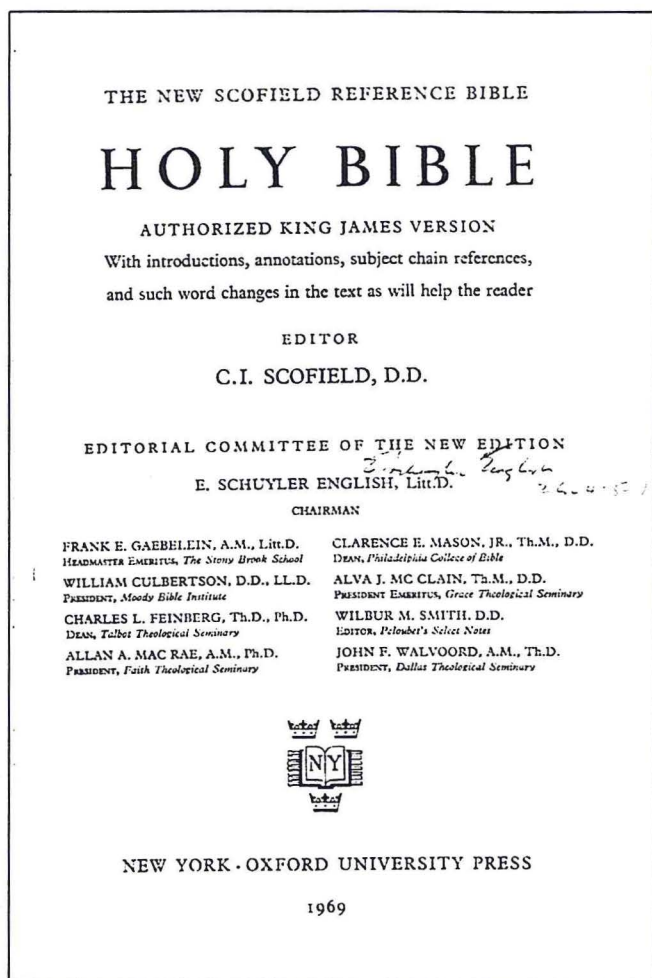 THE NEW SCOFIELD REFERENCE BIBLE
HOLY BIBLE
AUTHORIZED KING JAMES VERSION
With introductions, annotations, subject chain references,
and such word changes in the text as will help the reader
EDITOR
C.I. SCOFIELD, D.D.
EDITORIAL COMMITTEE OF THE NEW EDITION
E. SCHUYLER ENGLISH, Litt.D.
CHAIRMAN
FRANK E. GAEBELEIN, A.M., Litt.D.
HEADMASTER EMERITUS, The Stony Brook School
WILLIAM CULBERTSON, D.D., LL.D.
PRESIDENT, Moody Bible Institute
CHARLES L. FEINBERG, Th.D., Ph.D.
DEAN, Talbot Theological Seminary
ALLAN A. MAC RAE, A.M., Ph.D.
PRESIDENT, Faith Theological Seminary
CLARENCE E. MASON, JR., Th.M., D.D.
DEAN, Philadelphia College of Bible
ALVA J. MC CLAIN, Th.M., D.D.
PRESIDENT EMERITUS, Grace Theological Seminary
WILBUR M. SMITH, D.D.
EDITOR, Peloubet's Select Notes
JOHN F. WALVOORD, A.M., Th.D.
PRESIDENT, Dallas Theological Seminary
NY
NEW YORK · OXFORD UNIVERSITY PRESS
1969